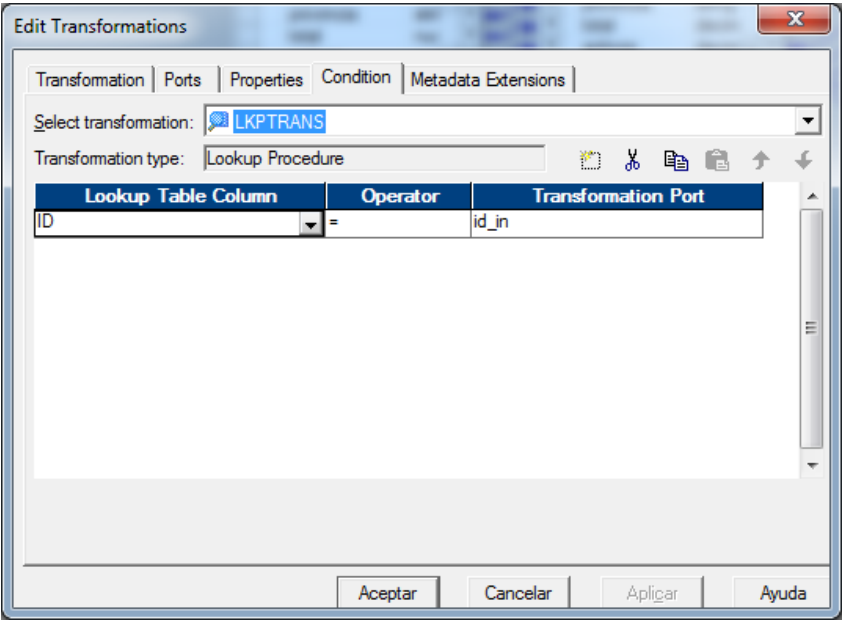 Edit Transformations
Transformation Ports Properties Condition Metadata Extensions
Select transformation: LKPTRANS
Transformation type: Lookup Procedure
Lookup Table Column Operator Transformation Port
ID = id_in
Aceptar Cancelar Aplicar Ayuda